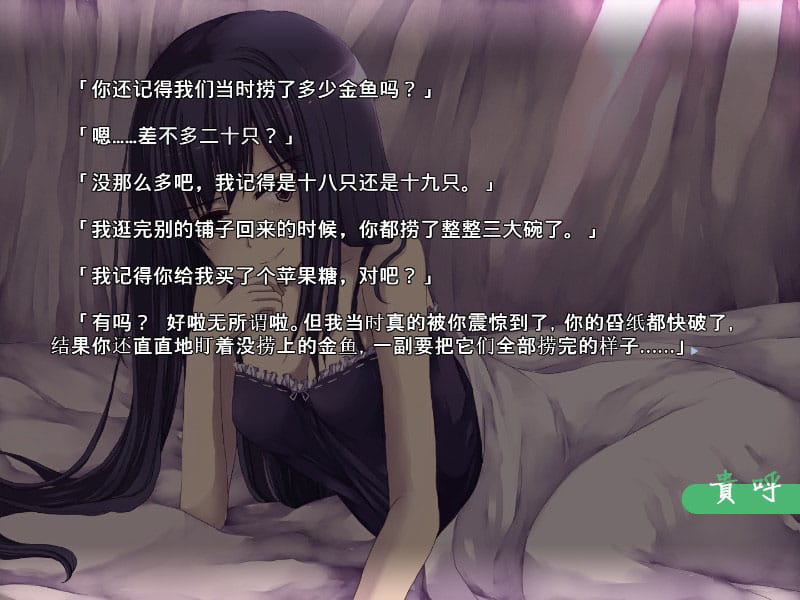 「你还记得我们当时捞了多少金鱼吗？」
「嗯……差不多二十只？」
「没那么多吧，我记得是十八只还是十九只。」
「我逛完别的铺子回来的时候，你都捞了整整三大碗了。」
「我记得你给我买了个苹果糖，对吧？」
「有吗？ 好啦无所谓啦。但我当时真的被你震惊到了，你的舀纸都快破了，
结果你还直直地盯着没捞上的金鱼，一副要把它们全部捞完的样子……」
貴呼